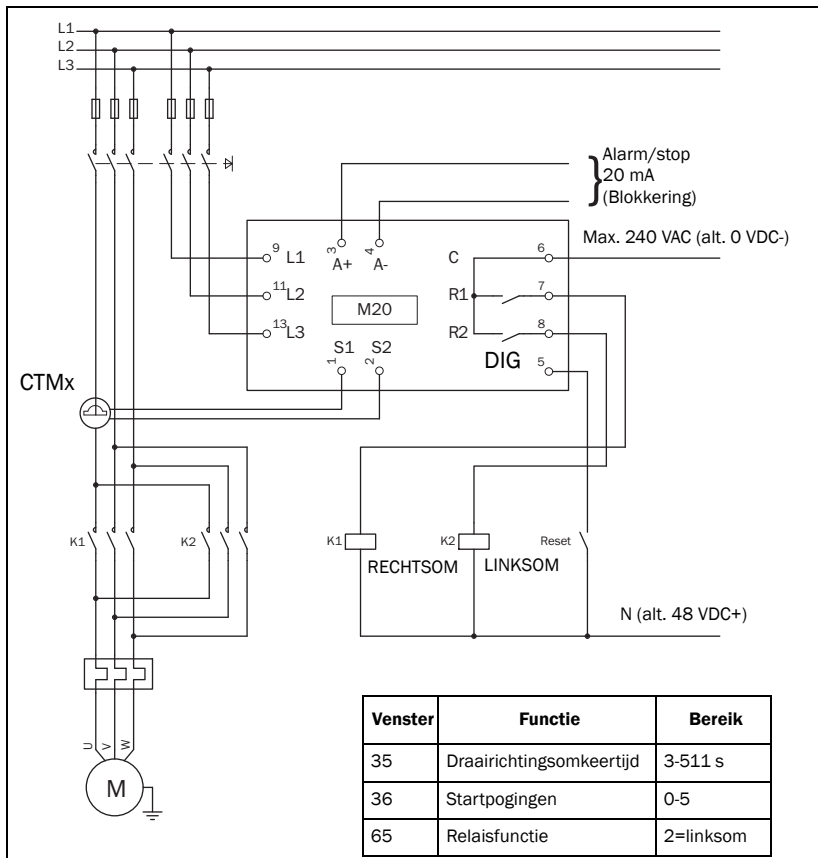 L1
L2
L3
Alarm/stop
20 mA
(Blokkering)
Max. 240 VAC (alt. 0 VDC-)
9 L1
3 A+
4 A-
C 6
11 L2
M20
R1 7
13 L3
R2 8
S1 1
S2 2
DIG 5
CTMx
K1
K2
K1
RECHTSOM
K2
LINKSOM
Reset
N (alt. 48 VDC+)
U V W
M
Venster Functie Bereik
35 Draairichtingsomkeertijd 3-511 s
36 Startpogingen 0-5
65 Relaisfunctie 2=linksom